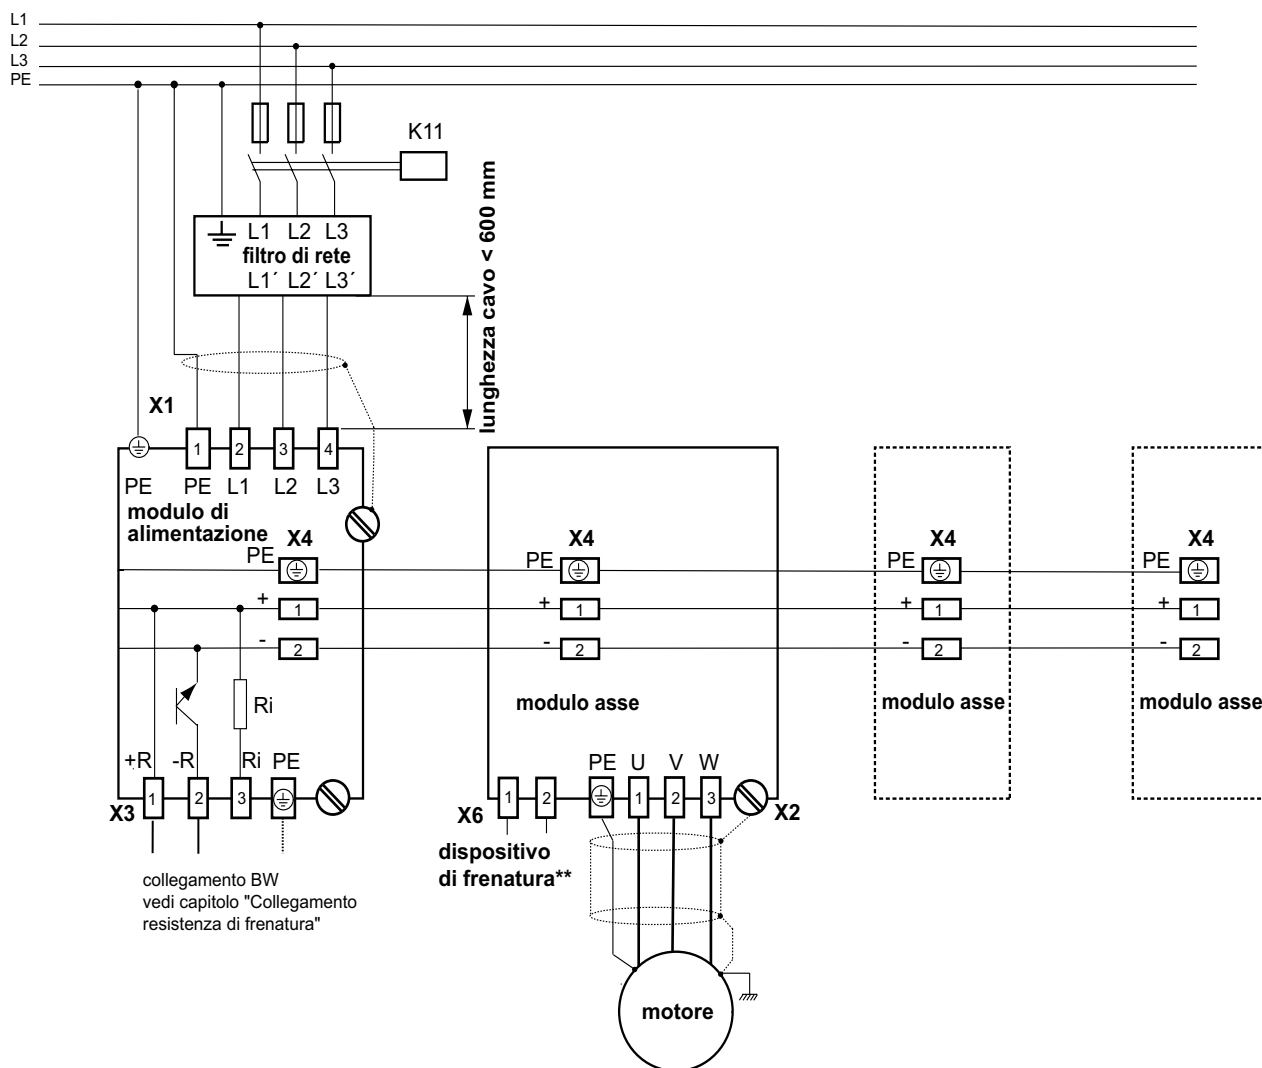 L1
L2
L3
PE
K11
lunghezza cavo < 600 mm
L1 L2 L3
filtro di rete
L1´ L2´ L3´
X1
1 2 3 4
PE PE L1 L2 L3
modulo di
alimentazione
X4 X4 X4 X4
PE PE PE PE
+ 1 + 1 + 1 + 1
- 2 - 2 - 2 - 2
Ri
modulo asse modulo asse modulo asse
+R -R Ri PE
PE U V W
X3 1 2 3
X6 1 2 1 2 3 X2
dispositivo
di frenatura**
collegamento BW
vedi capitolo "Collegamento
resistenza di frenatura"
motore